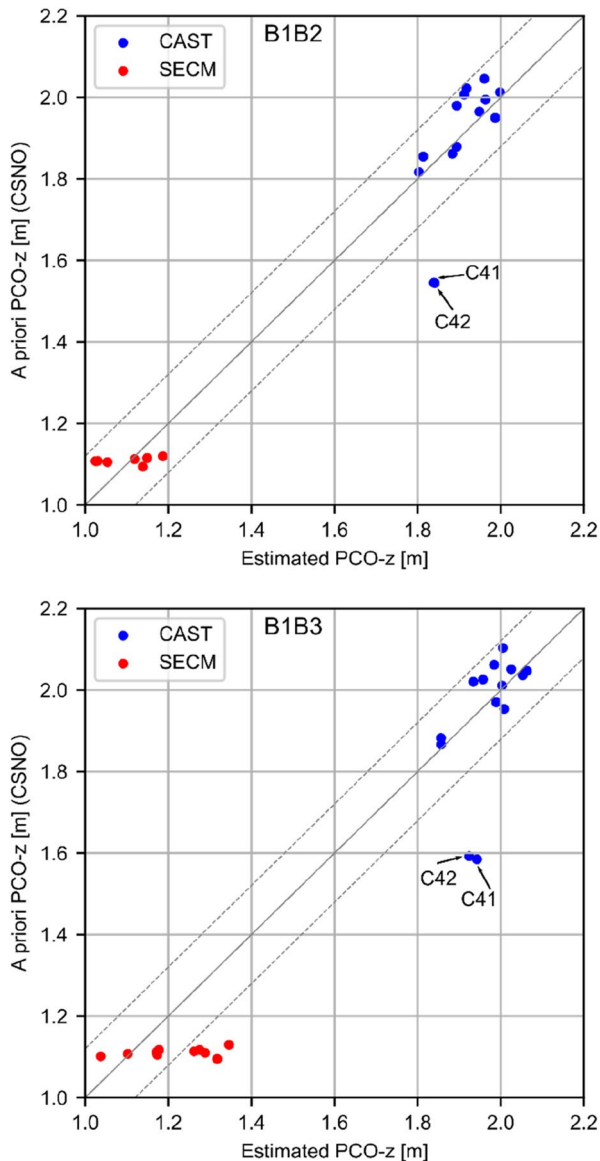 2.2
B1B2
CAST
SECM
2.0
1.8
1.6
1.4
1.2
1.0
A priori PCO-z [m] (CSNO)
C41
C42
1.0 1.2 1.4 1.6 1.8 2.0 2.2
Estimated PCO-z [m]
2.2
B1B3
CAST
SECM
2.0
1.8
1.6
1.4
1.2
1.0
A priori PCO-z [m] (CSNO)
C42
C41
1.0 1.2 1.4 1.6 1.8 2.0 2.2
Estimated PCO-z [m]